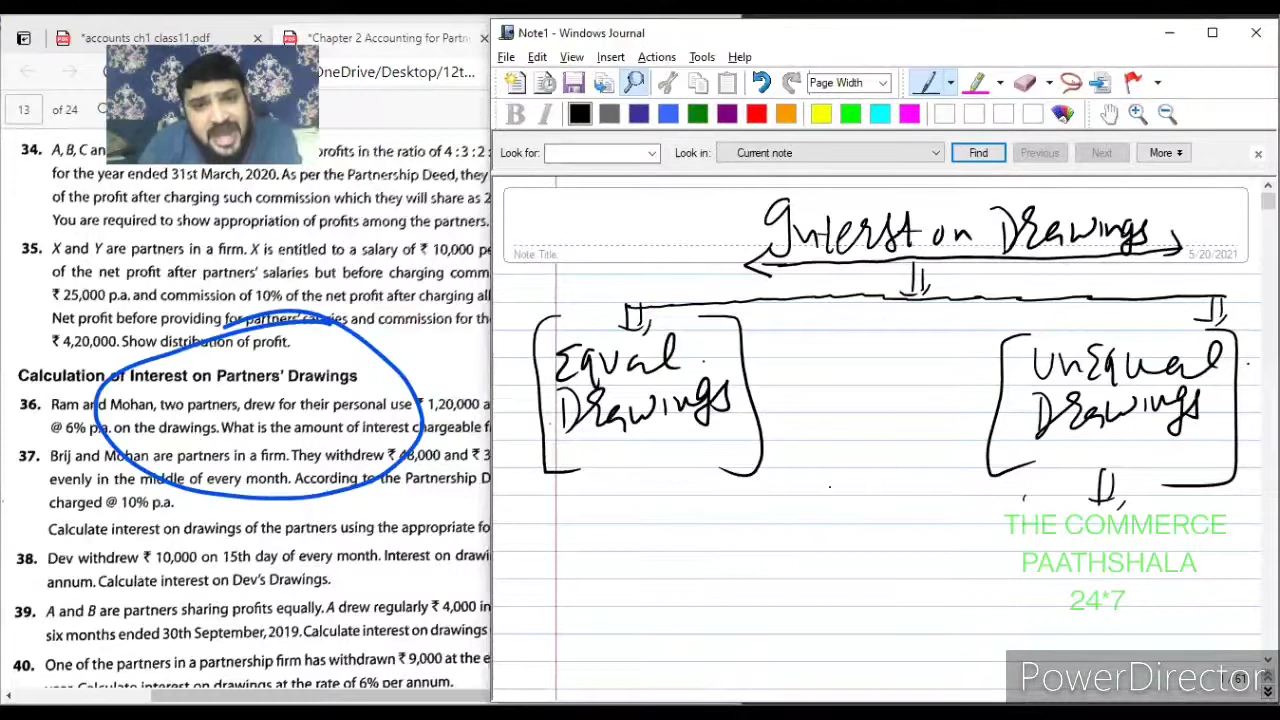 *accounts ch1 class11.pdf
*Chapter 2 Accounting for Partn
OneDrive/Desktop/12t...
13 of 24
34. A, B, C an profits in the ratio of 4 : 3 : 2 :
for the year ended 31st March, 2020. As per the Partnership Deed, they
of the profit after charging such commission which they will share as 2
You are required to show appropriation of profits among the partners.
35. X and Y are partners in a firm. X is entitled to a salary of ₹ 10,000 pe
of the net profit after partners' salaries but before charging comm
₹ 25,000 p.a. and commission of 10% of the net profit after charging all
Net profit before providing for partners' salaries and commission for the
₹ 4,20,000. Show distribution of profit.
Calculation of Interest on Partners' Drawings
36. Ram and Mohan, two partners, drew for their personal use ₹ 1,20,000 a
@ 6% p.a. on the drawings. What is the amount of interest chargeable f
37. Brij and Mohan are partners in a firm. They withdrew ₹ 48,000 and ₹ 3
evenly in the middle of every month. According to the Partnership D
charged @ 10% p.a.
Calculate interest on drawings of the partners using the appropriate fo
38. Dev withdrew ₹ 10,000 on 15th day of every month. Interest on drawi
annum. Calculate interest on Dev's Drawings.
39. A and B are partners sharing profits equally. A drew regularly ₹ 4,000 in
six months ended 30th September, 2019. Calculate interest on drawings
40. One of the partners in a partnership firm has withdrawn ₹ 9,000 at the e
year. Calculate interest on drawings at the rate of 6% per annum.
Note1 - Windows Journal
File Edit View Insert Actions Tools Help
Page Width
B I
Look for: Look in: Current note Find Previous Next More
Interst on Drawings
Note Title 5/20/2021
Equal
Drawings
UnEqual
Drawings
THE COMMERCE
PAATHSHALA
24*7
PowerDirector